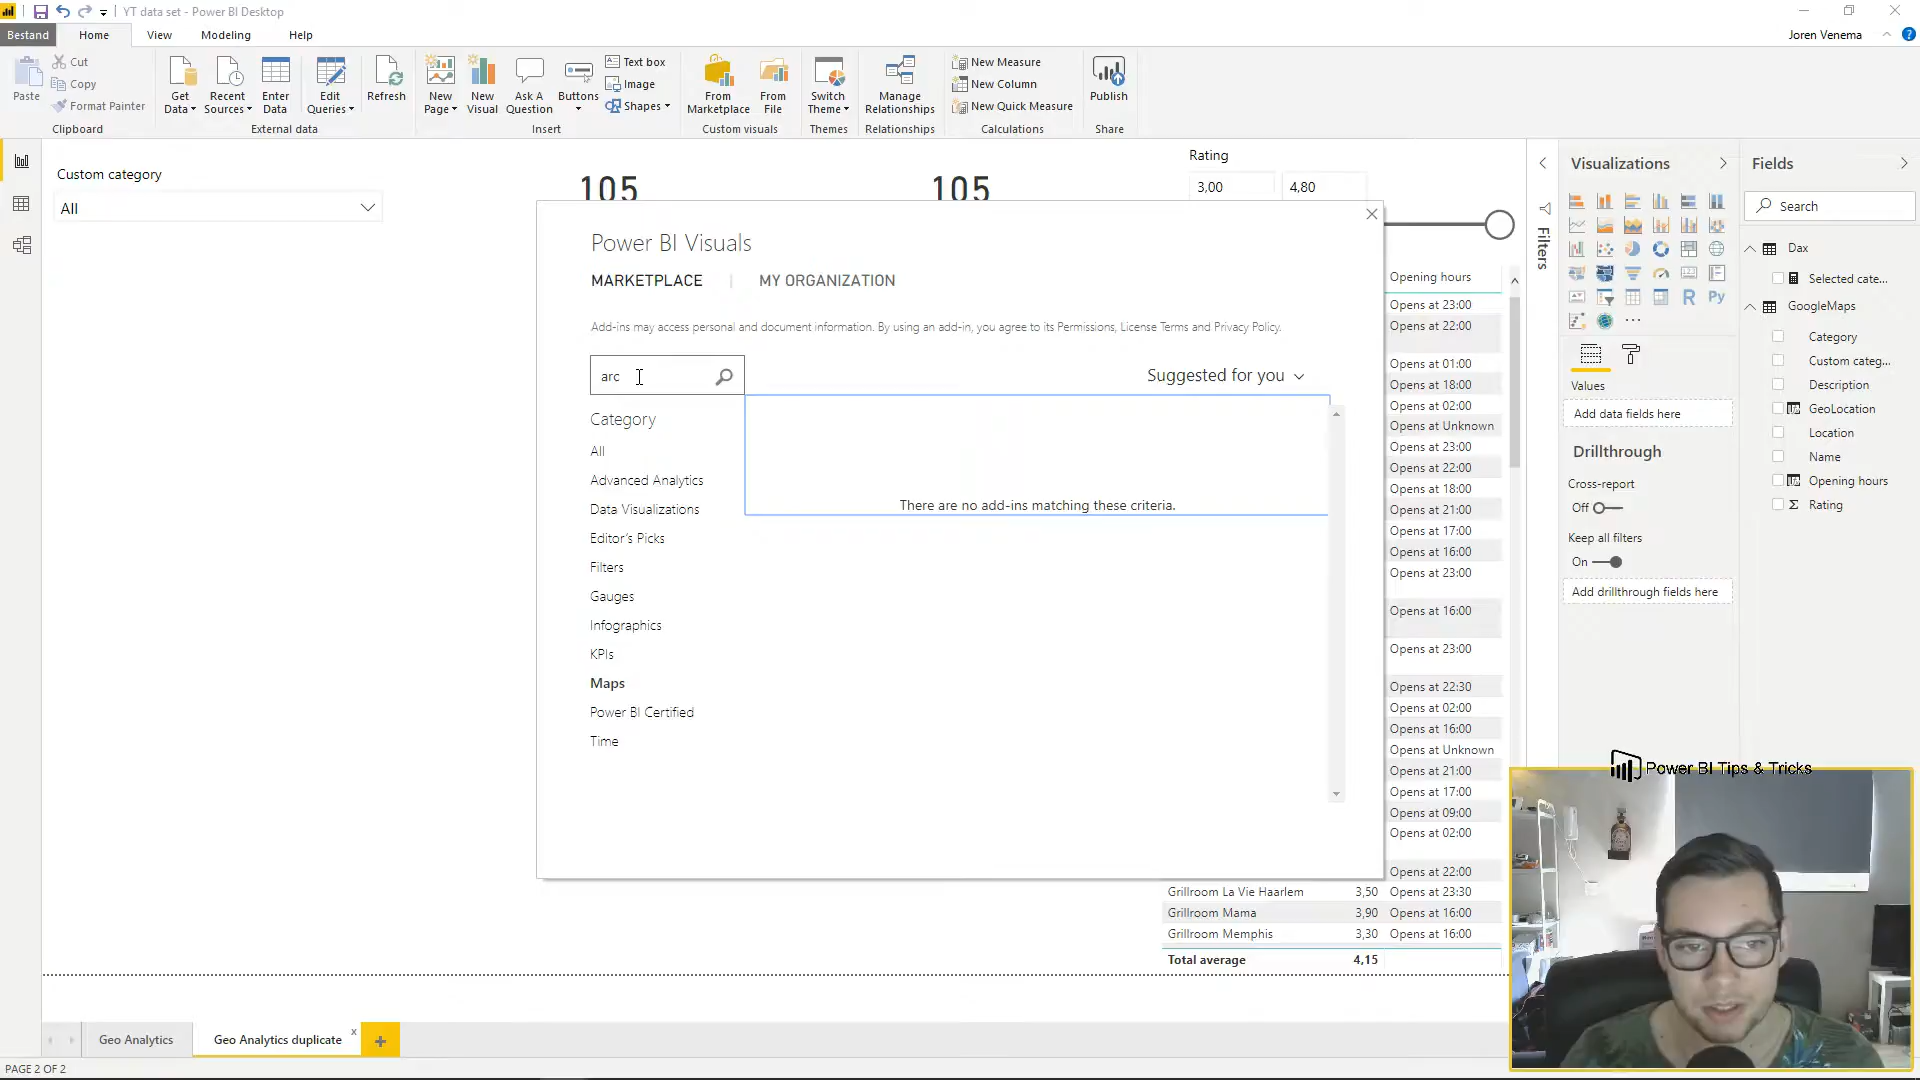 YT data set - Power BI Desktop
Bestand
Home
View
Modeling
Help
Joren Venema
Paste
Cut
Copy
Format Painter
Clipboard
Get Data
Recent Sources
Enter Data
Edit Queries
Refresh
External data
New Page
New Visual
Ask A Question
Buttons
Text box
Image
Shapes
Insert
From Marketplace
From File
Custom visuals
Switch Theme
Themes
Manage Relationships
Relationships
New Measure
New Column
New Quick Measure
Calculations
Publish
Share
Custom category
All
105
105
Rating
3,00
4,80
Power BI Visuals
MARKETPLACE | MY ORGANIZATION
Add-ins may access personal and document information. By using an add-in, you agree to its Permissions, License Terms and Privacy Policy.
arc
Suggested for you
Category
All
Advanced Analytics
Data Visualizations
Editor's Picks
Filters
Gauges
Infographics
KPIs
Maps
Power BI Certified
Time
There are no add-ins matching these criteria.
Opening hours
Opens at 23:00
Opens at 22:00
Opens at 01:00
Opens at 18:00
Opens at 02:00
Opens at Unknown
Opens at 23:00
Opens at 22:00
Opens at 18:00
Opens at 21:00
Opens at 17:00
Opens at 16:00
Opens at 23:00
Opens at 16:00
Opens at 23:00
Opens at 22:30
Opens at 02:00
Opens at 16:00
Opens at Unknown
Opens at 21:00
Opens at 17:00
Opens at 09:00
Opens at 02:00
Opens at 22:00
Grillroom La Vie Haarlem 3,50 Opens at 23:30
Grillroom Mama 3,90 Opens at 16:00
Grillroom Memphis 3,30 Opens at 16:00
Total average 4,15
Filters
Visualizations
R
Py
Values
Add data fields here
Drillthrough
Cross-report
Off
Keep all filters
On
Add drillthrough fields here
Fields
Search
Dax
Selected cate...
GoogleMaps
Category
Custom categ...
Description
GeoLocation
Location
Name
Opening hours
Rating
Power BI Tips & Tricks
Geo Analytics
Geo Analytics duplicate
PAGE 2 OF 2